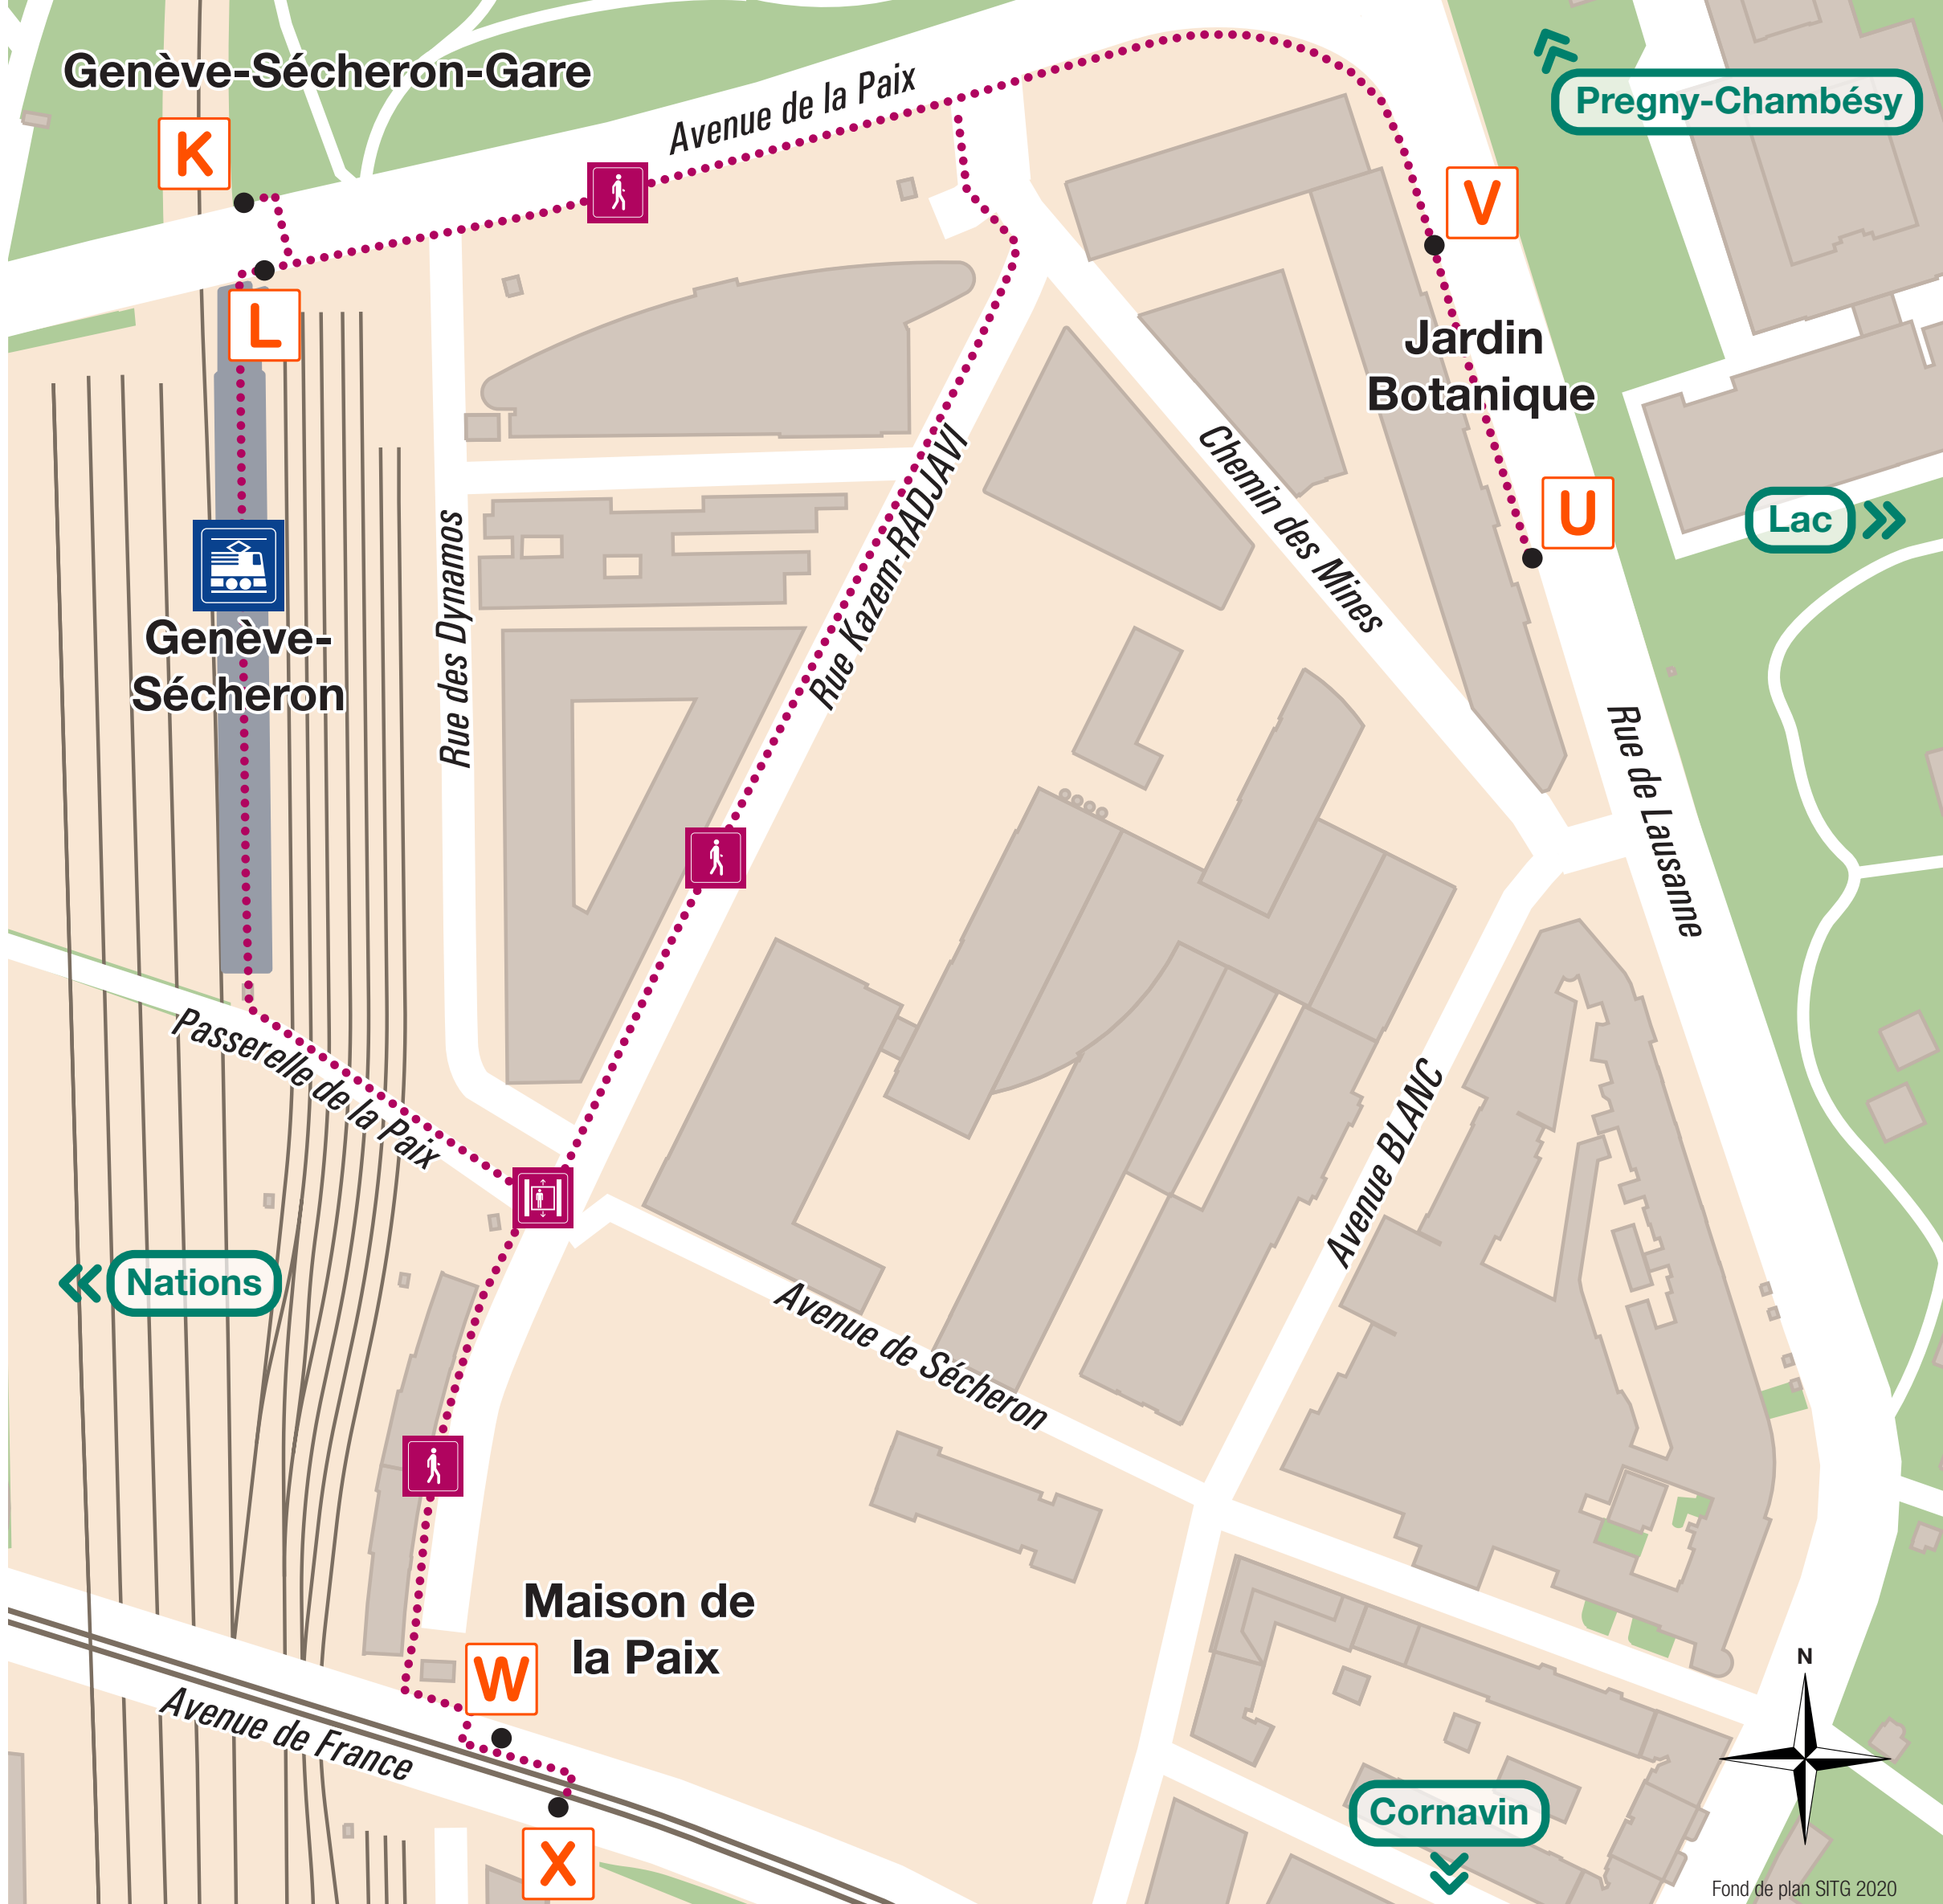 Genève-Sécheron-Gare
K
Avenue de la Paix
Pregny-Chambésy
V
L
Jardin
Botanique
U
Lac
Chemin des Mines
Rue Kazem-RADJAVI
Rue des Dynamos
Genève-
Sécheron
Rue de Lausanne
Passerelle de la Paix
Avenue BLANC
Nations
Avenue de Sécheron
Maison de
la Paix
W
Avenue de France
X
N
Cornavin
Fond de plan SITG 2020